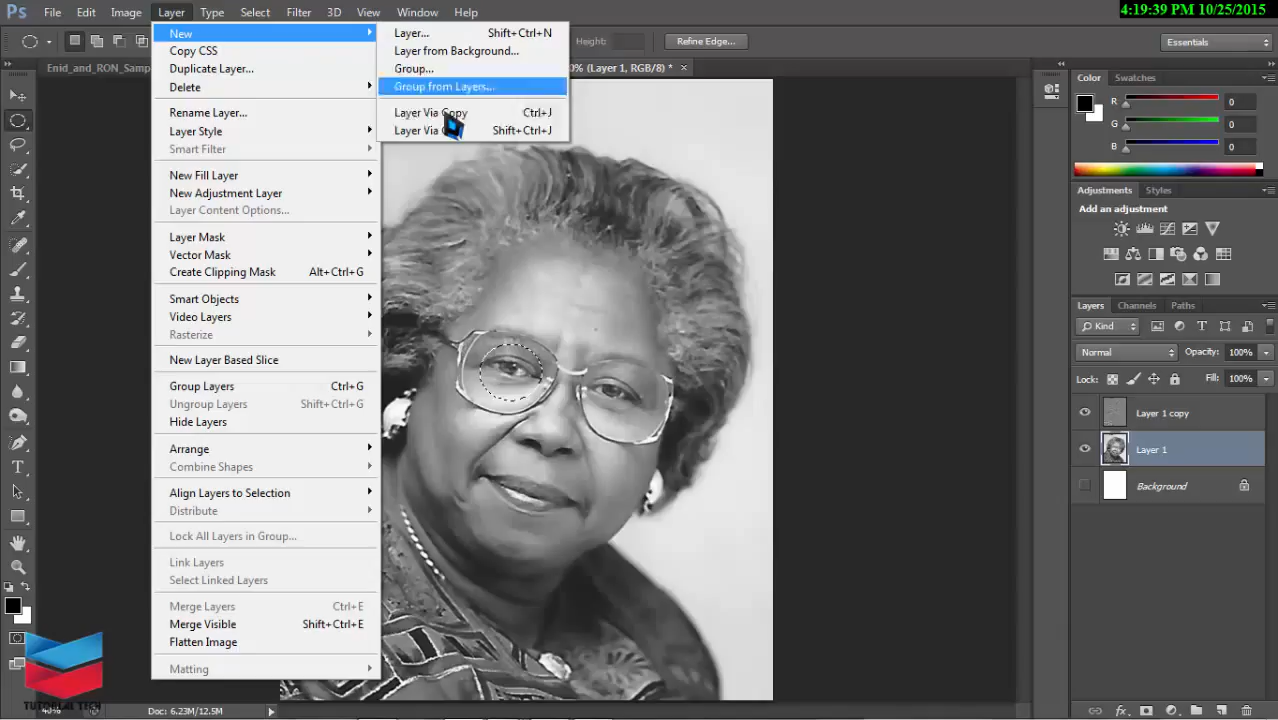 Ps File Edit Image Layer Type Select Filter 3D View Window Help
4:19:39 PM 10/25/2015
Height: Refine Edge... Essentials
Enid_and_RON_Samp 0% (Layer 1, RGB/8) * ×
New
Copy CSS
Duplicate Layer...
Delete
Rename Layer...
Layer Style
Smart Filter
New Fill Layer
New Adjustment Layer
Layer Content Options...
Layer Mask
Vector Mask
Create Clipping Mask Alt+Ctrl+G
Smart Objects
Video Layers
Rasterize
New Layer Based Slice
Group Layers Ctrl+G
Ungroup Layers Shift+Ctrl+G
Hide Layers
Arrange
Combine Shapes
Align Layers to Selection
Distribute
Lock All Layers in Group...
Link Layers
Select Linked Layers
Merge Layers Ctrl+E
Merge Visible Shift+Ctrl+E
Flatten Image
Matting
Layer... Shift+Ctrl+N
Layer from Background...
Group...
Group from Layers...
Layer Via Copy Ctrl+J
Layer Via Shift+Ctrl+J
Color Swatches
R 0
G 0
B 0
Adjustments Styles
Add an adjustment
Layers Channels Paths
Kind
Normal Opacity: 100%
Lock: Fill: 100%
Layer 1 copy
Layer 1
Background
T
TUTORIAL TECH
40% Doc: 6.23M/12.5M
fx